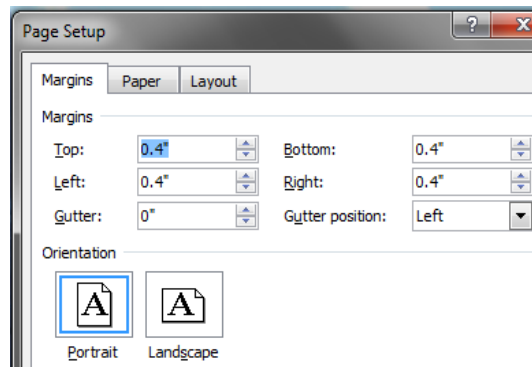 Page Setup ? X
Margins Paper Layout
Margins
Top: 0.4" Bottom: 0.4"
Left: 0.4" Right: 0.4"
Gutter: 0" Gutter position: Left
Orientation
A A
Portrait Landscape